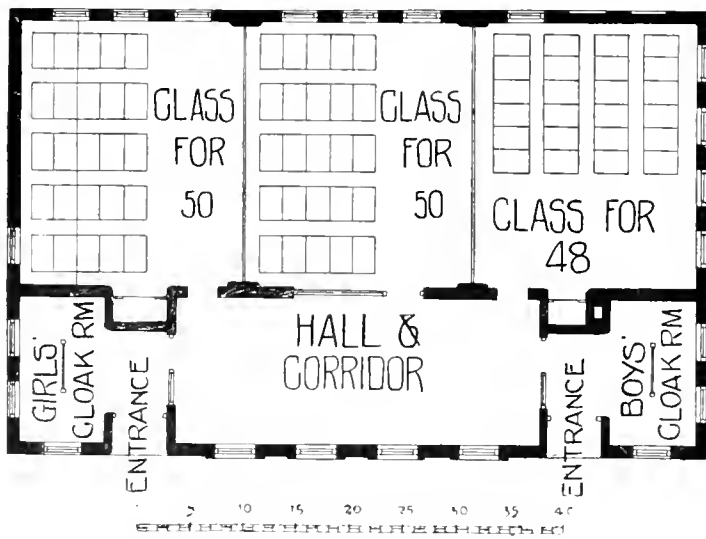 CLASS
FOR
50
CLASS
FOR
50
CLASS FOR
48
GIRLS'
CLOAK RM
ENTRANCE
HALL &
CORRIDOR
ENTRANCE
BOYS'
CLOAK RM
5 10 15 20 25 30 35 40